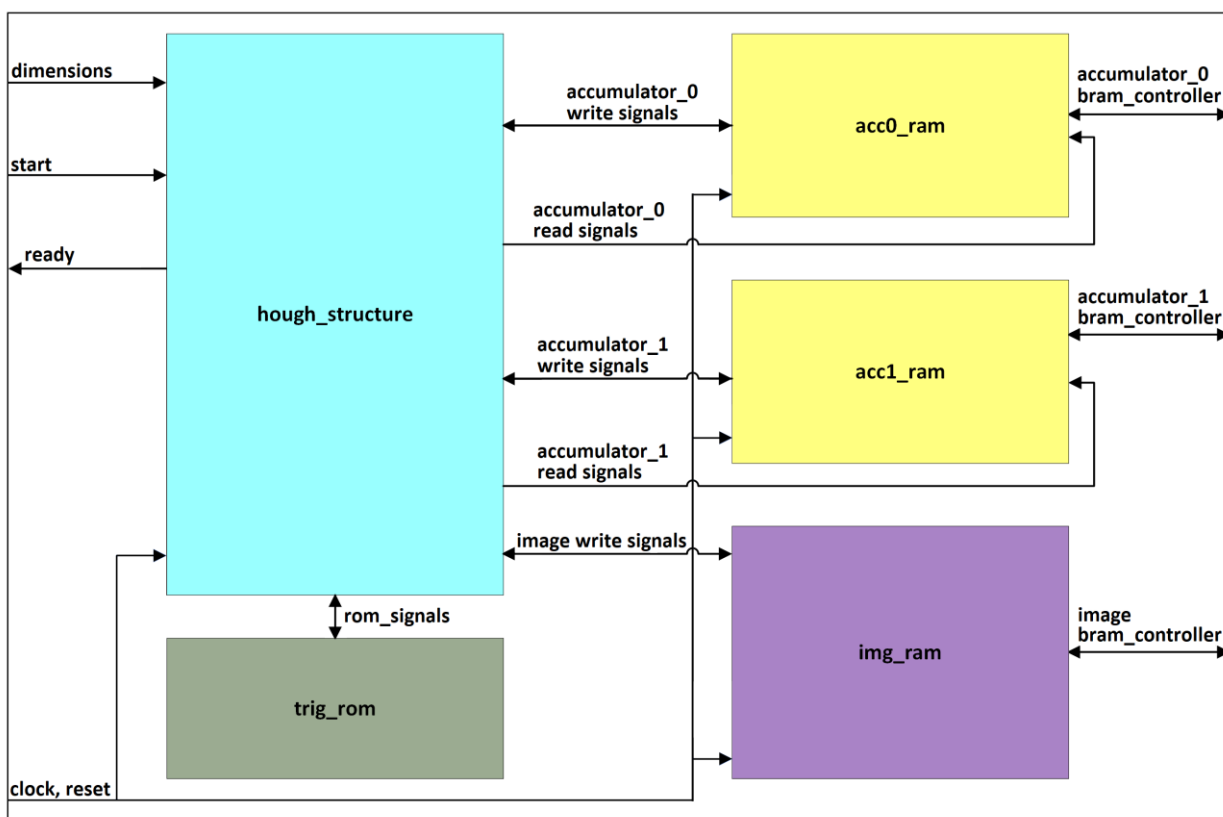 dimensions
start
ready
hough_structure
accumulator_0
write signals
accumulator_0
read signals
accumulator_1
write signals
accumulator_1
read signals
image write signals
rom_signals
trig_rom
clock, reset
acc0_ram
accumulator_0
bram_controller
acc1_ram
accumulator_1
bram_controller
img_ram
image
bram_controller